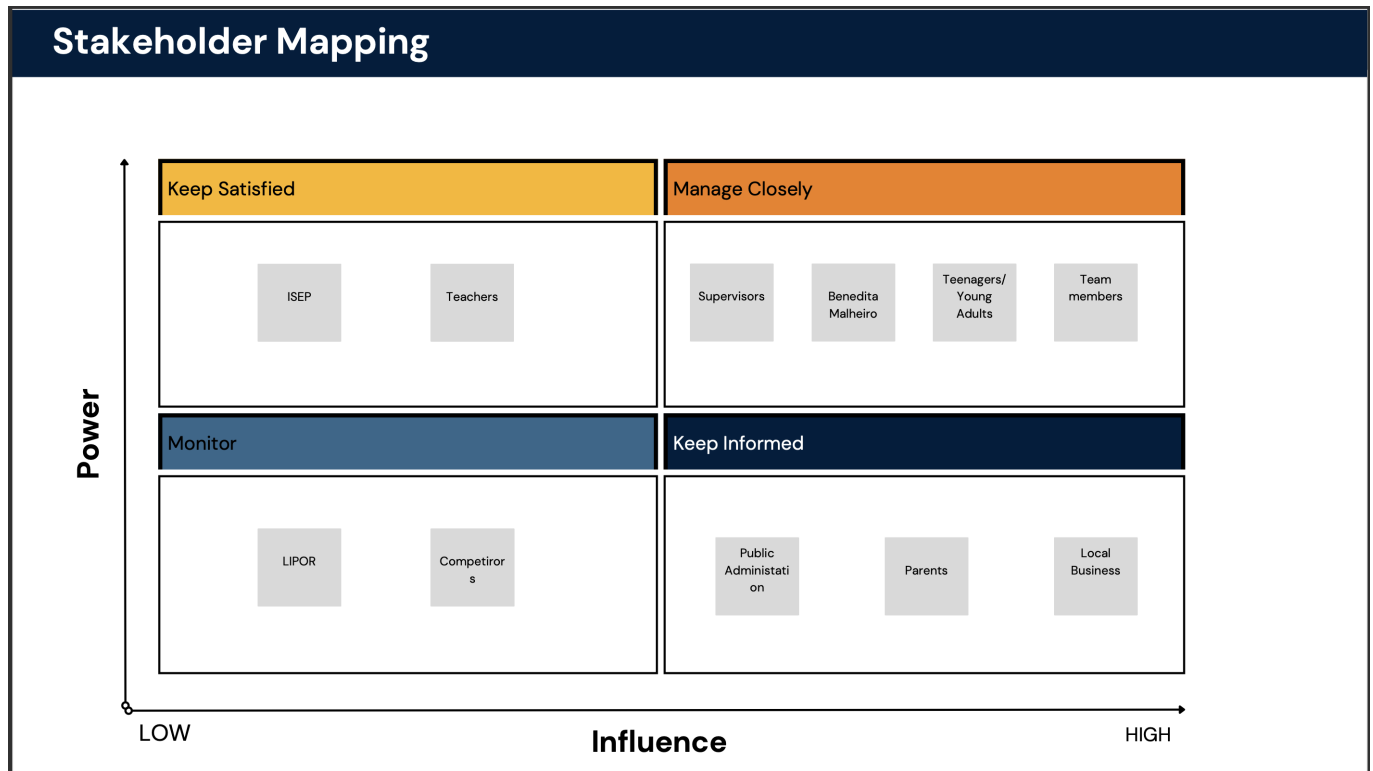 Stakeholder Mapping
Keep Satisfied
Manage Closely
ISEP
Teachers
Supervisors
Benedita
Malheiro
Teenagers/
Young
Adults
Team
members
Power
Monitor
Keep Informed
LIPOR
Competiror
s
Public
Administati
on
Parents
Local
Business
LOW
Influence
HIGH